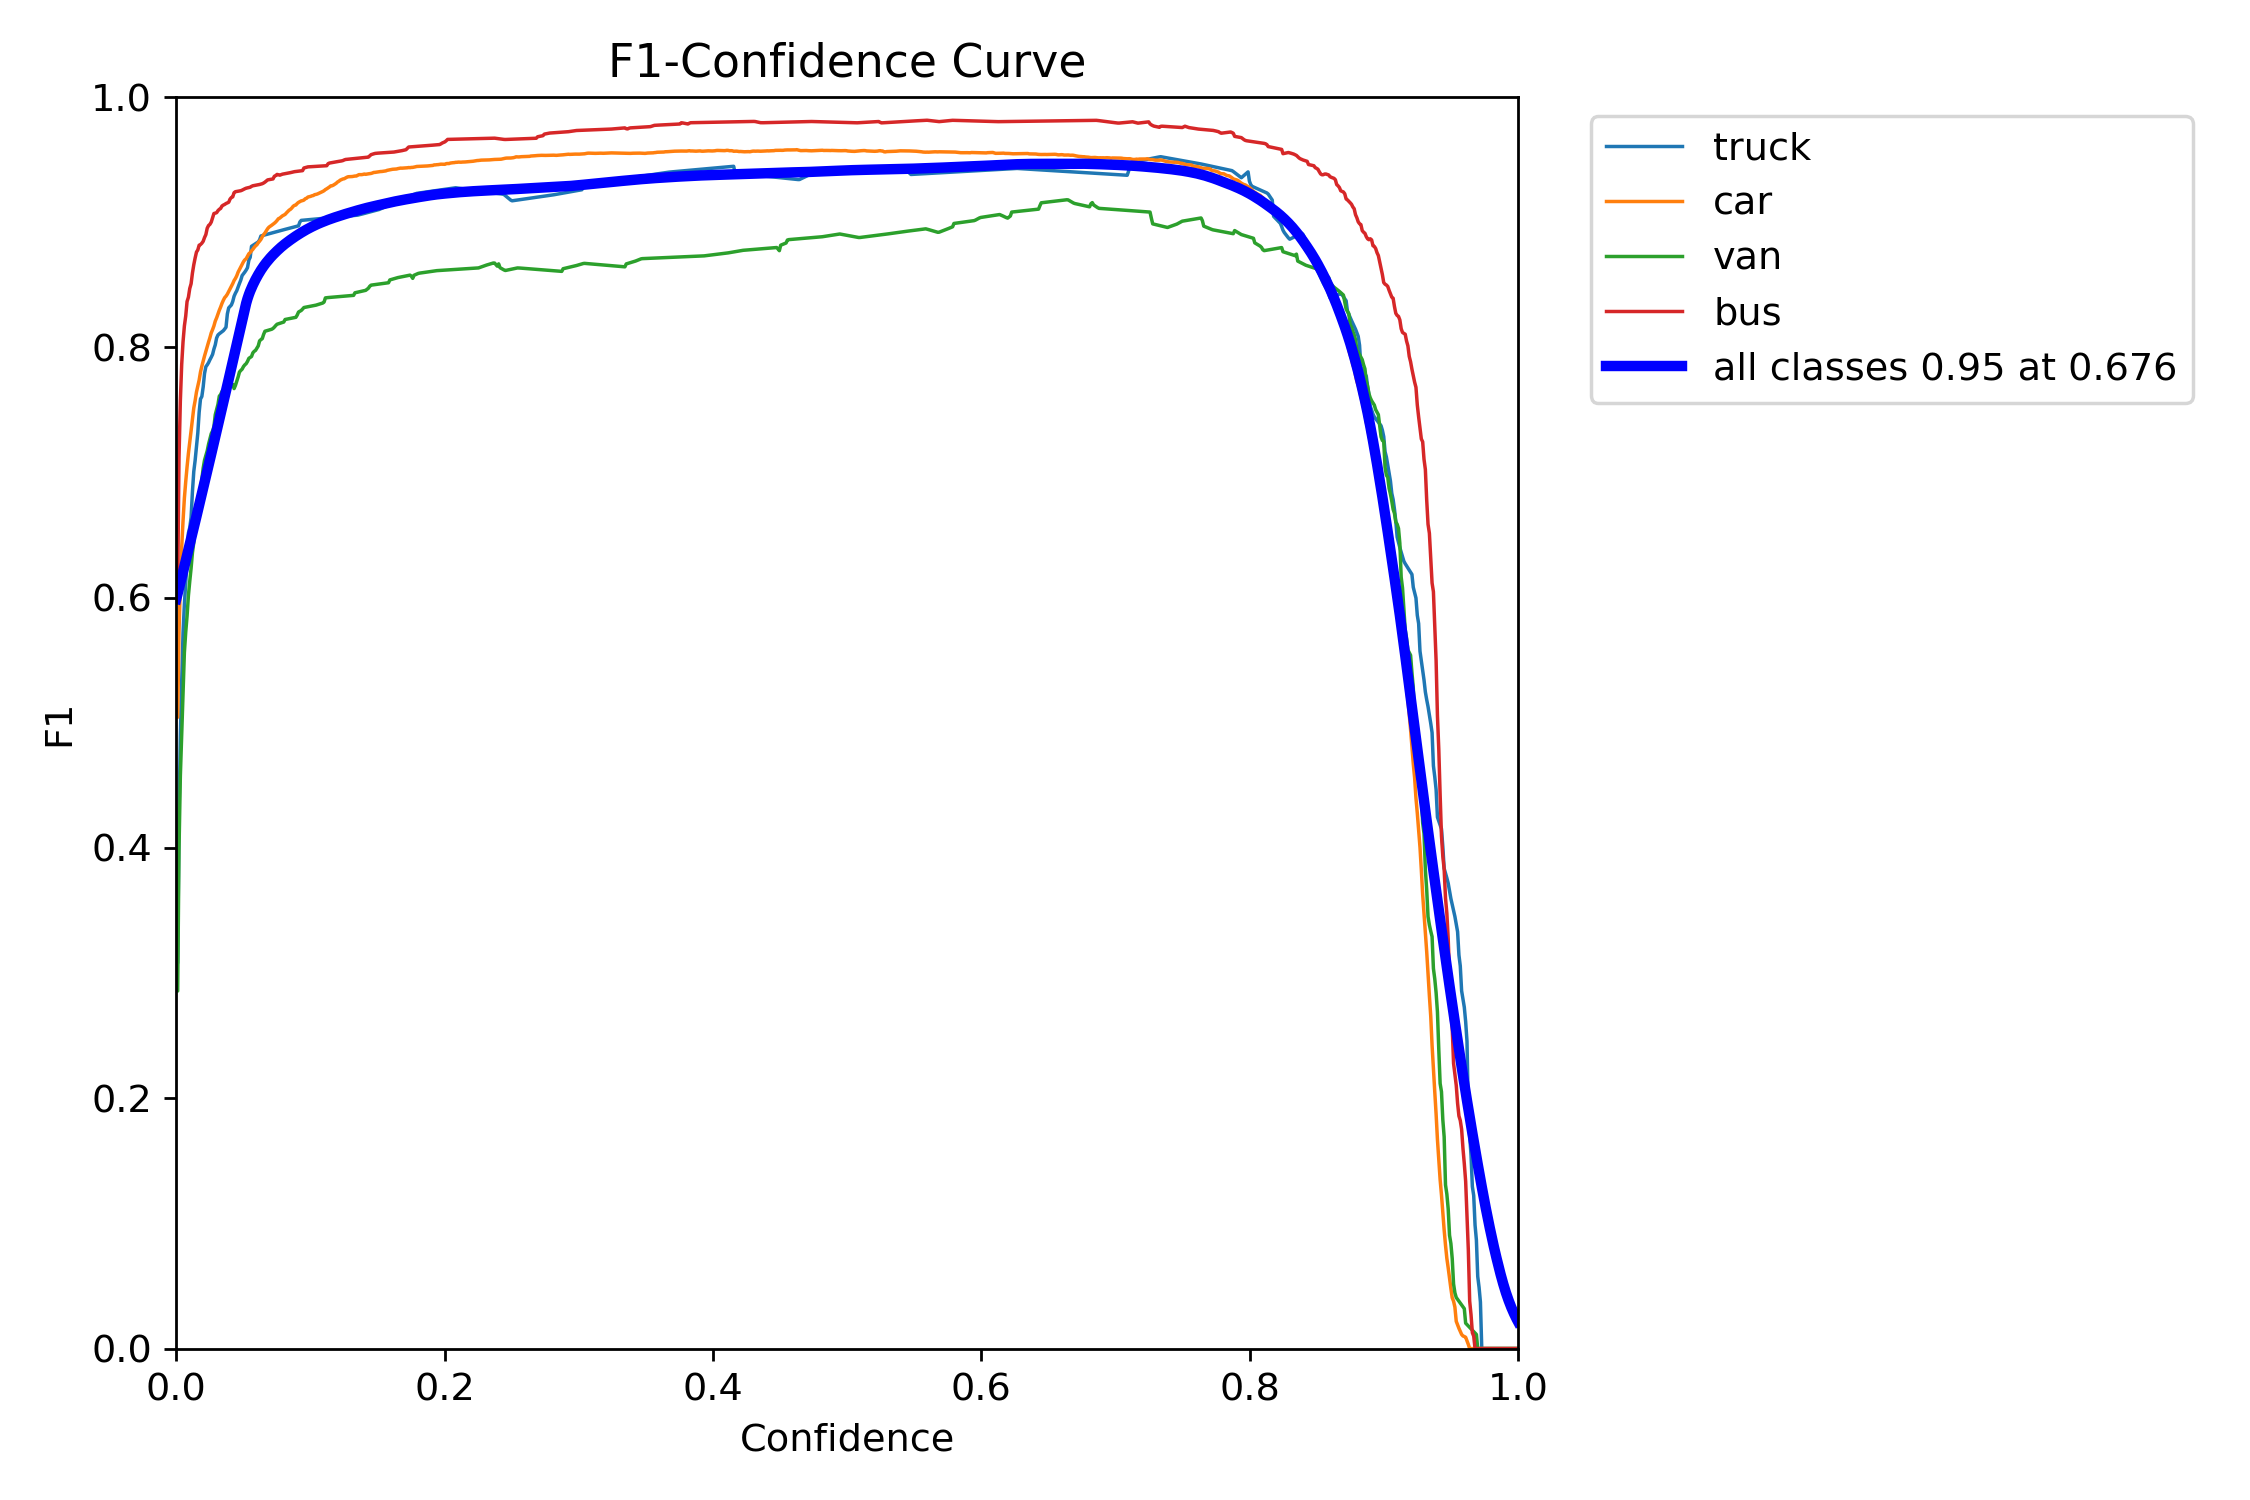 F1-Confidence Curve
1.0
0.8
0.6
0.4
0.2
0.0
F1
0.0 0.2 0.4 0.6 0.8 1.0
Confidence
truck
car
van
bus
all classes 0.95 at 0.676